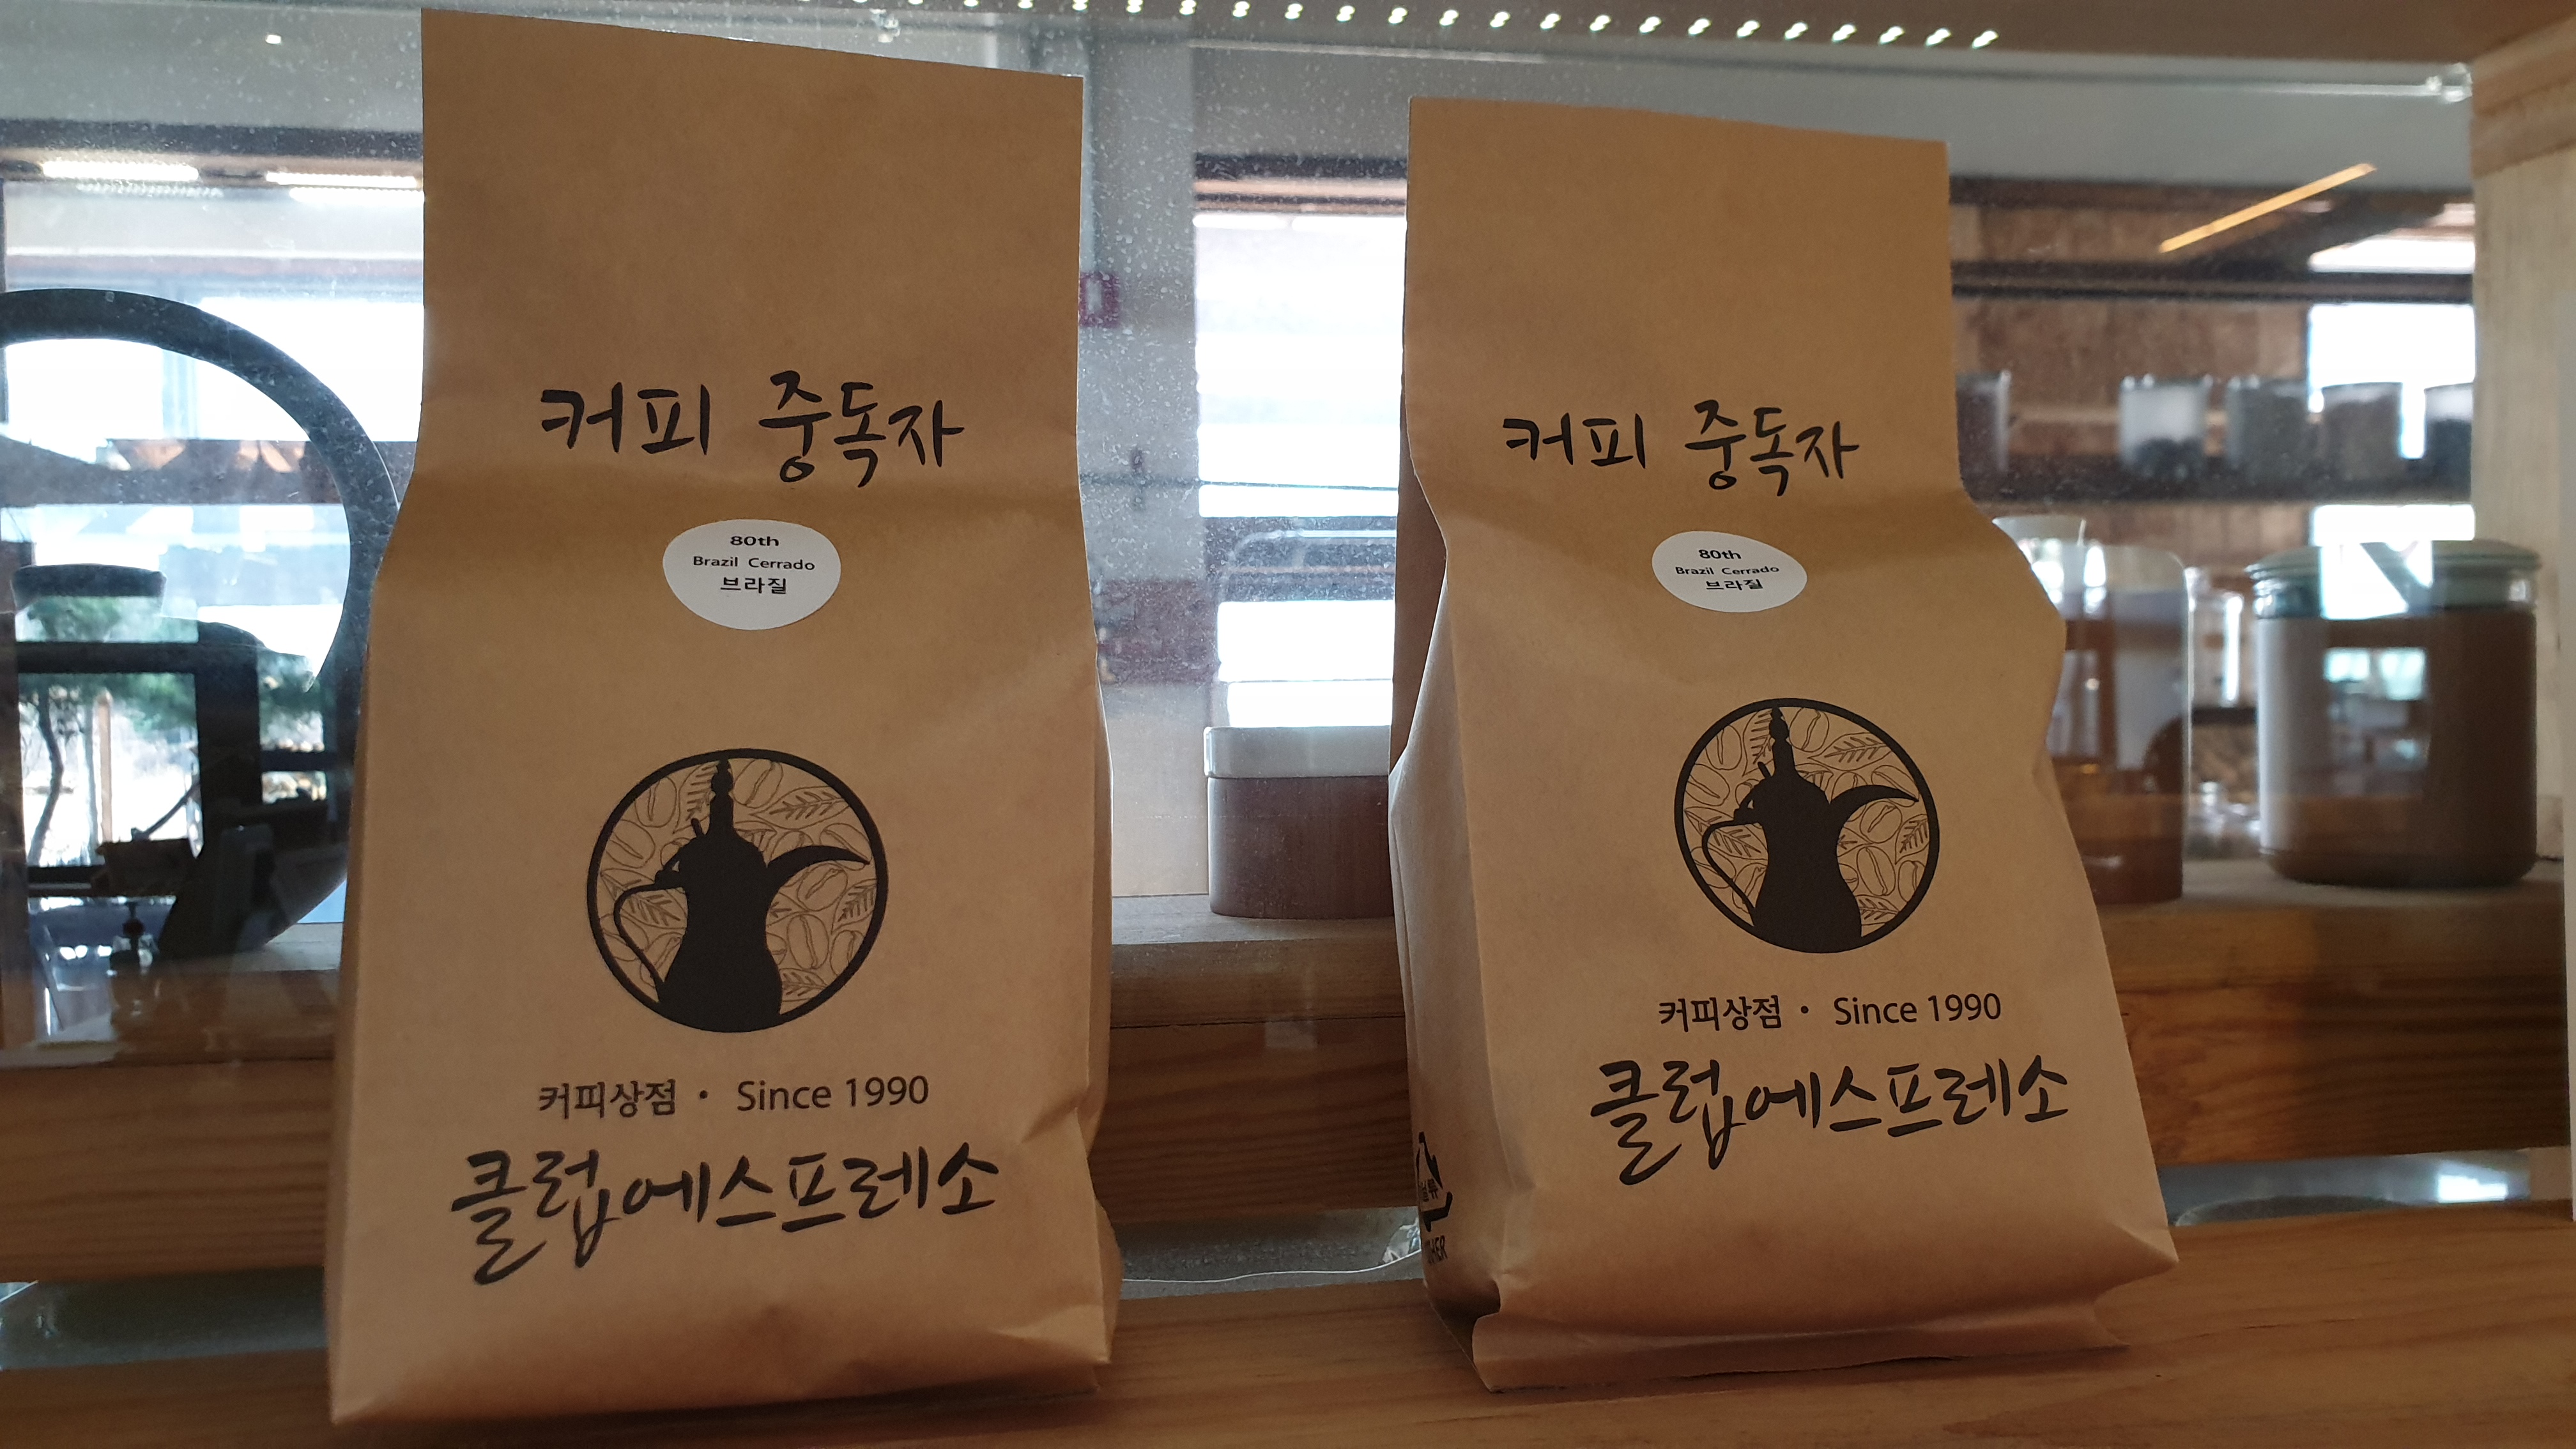 커피 중독자
80th
Brazil Cerrado
브라질
커피상점 · Since 1990
클럽에스프레소
커피 중독자
80th
Brazil Cerrado
브라질
커피상점 · Since 1990
클럽에스프레소